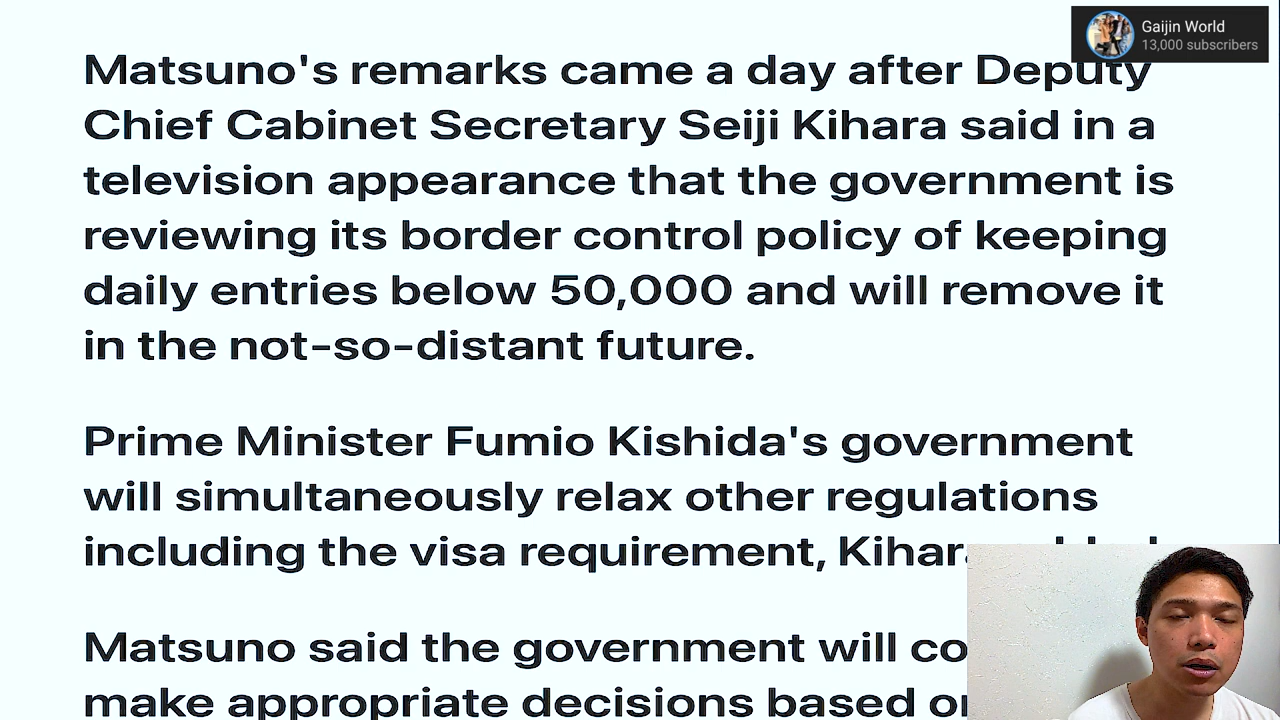 Gaijin World
13,000 subscribers
Matsuno's remarks came a day after Deputy
Chief Cabinet Secretary Seiji Kihara said in a
television appearance that the government is
reviewing its border control policy of keeping
daily entries below 50,000 and will remove it
in the not-so-distant future.
Prime Minister Fumio Kishida's government
will simultaneously relax other regulations
including the visa requirement,
Matsuno said the government will
make appropriate decisions based